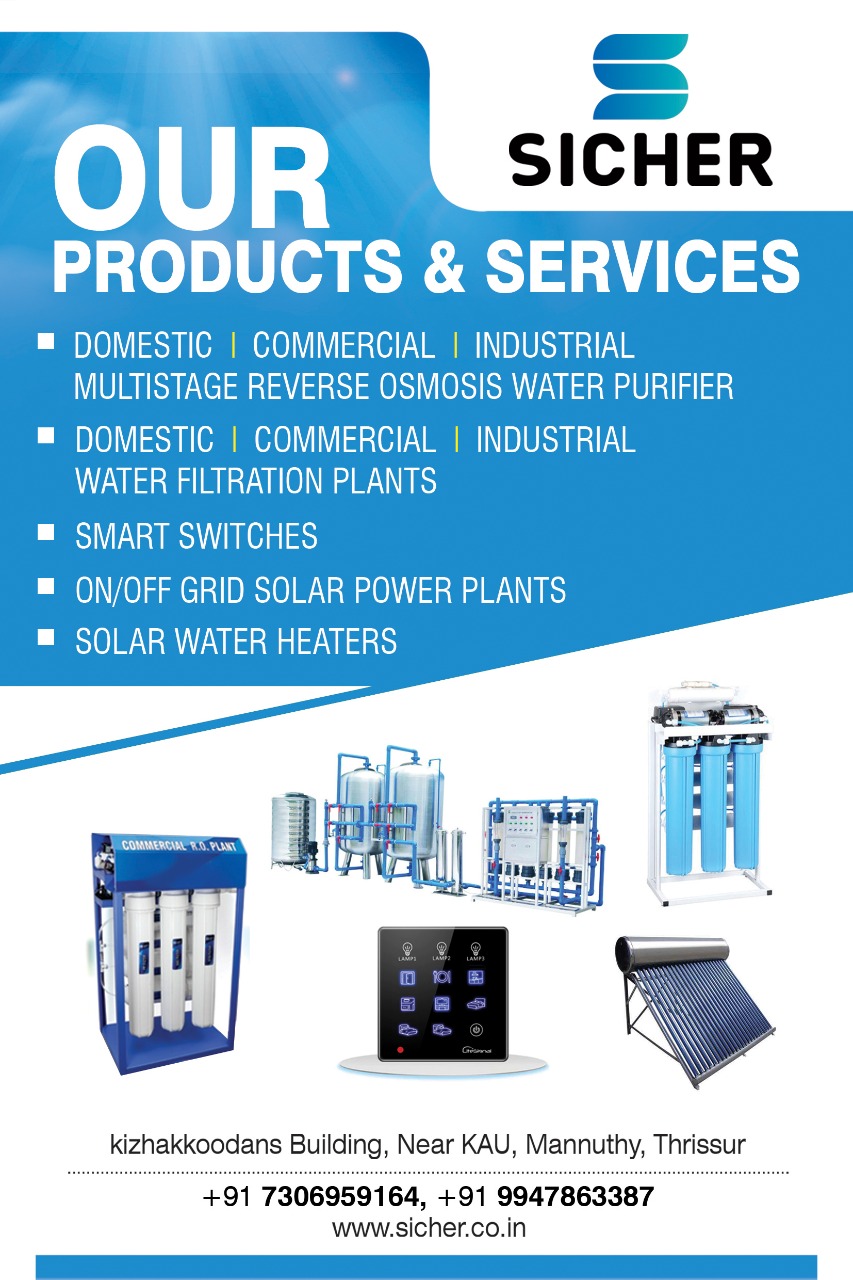 SICHER
OUR
PRODUCTS & SERVICES
DOMESTIC | COMMERCIAL | INDUSTRIAL
MULTISTAGE REVERSE OSMOSIS WATER PURIFIER
DOMESTIC | COMMERCIAL | INDUSTRIAL
WATER FILTRATION PLANTS
SMART SWITCHES
ON/OFF GRID SOLAR POWER PLANTS
SOLAR WATER HEATERS
COMMERCIAL R.O. PLANT
LAMP1 LAMP2 LAMP3
kizhakkoodans Building, Near KAU, Mannuthy, Thrissur
+91 7306959164, +91 9947863387
www.sicher.co.in